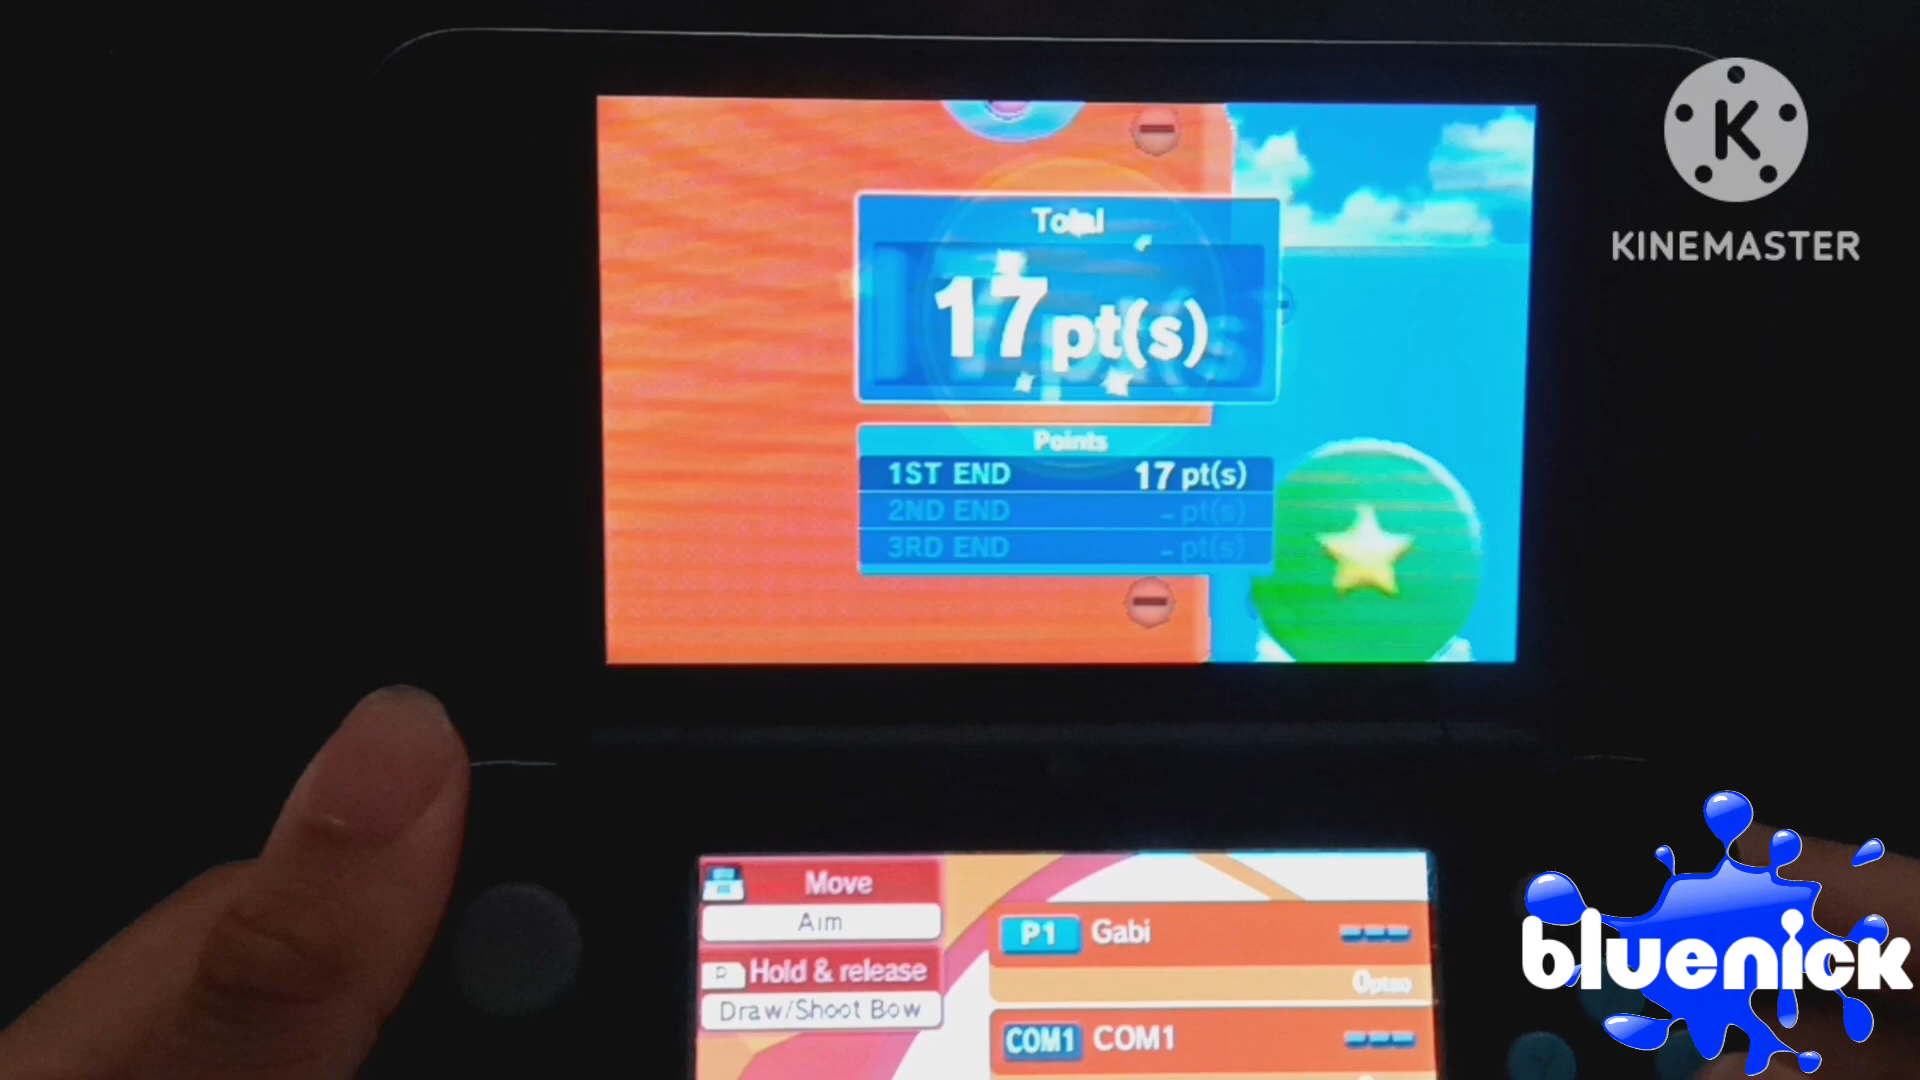 K
KINEMASTER
Total
17 pt(s)
Points
1ST END 17 pt(s)
2ND END - pt(s)
3RD END - pt(s)
Move
Aim
R Hold & release
Draw/Shoot Bow
P1 Gabi
COM1 COM1
bluenick
Y